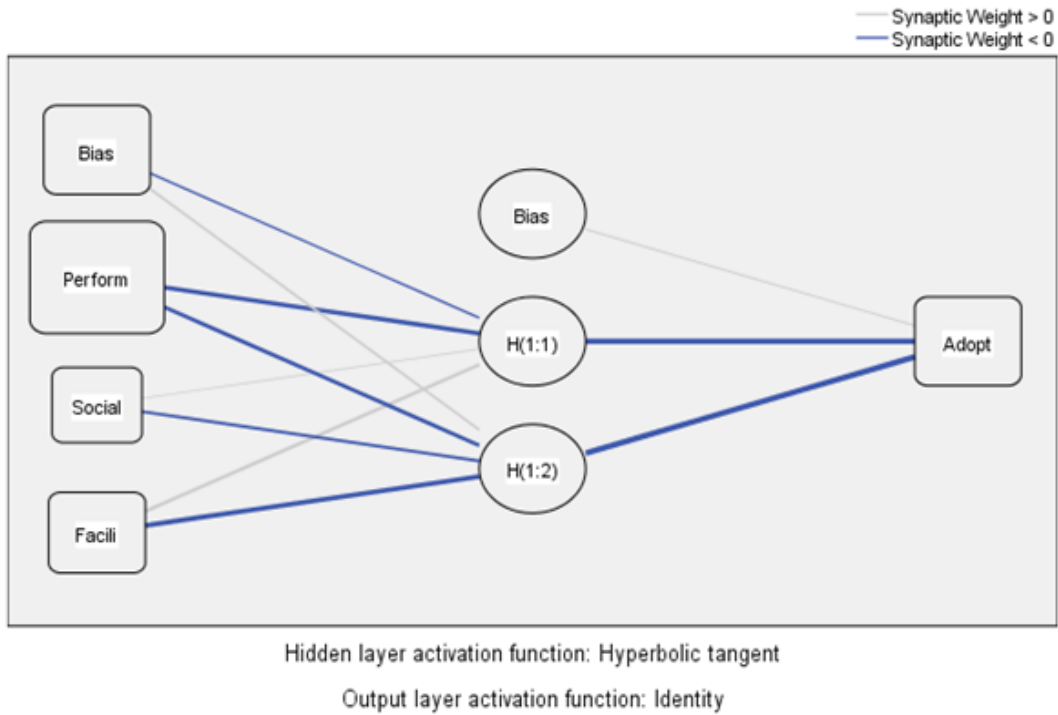 Synaptic Weight > 0
Synaptic Weight < 0
Bias
Bias
Perform
H(1:1)
Adopt
Social
H(1:2)
Facili
Hidden layer activation function: Hyperbolic tangent
Output layer activation function: Identity